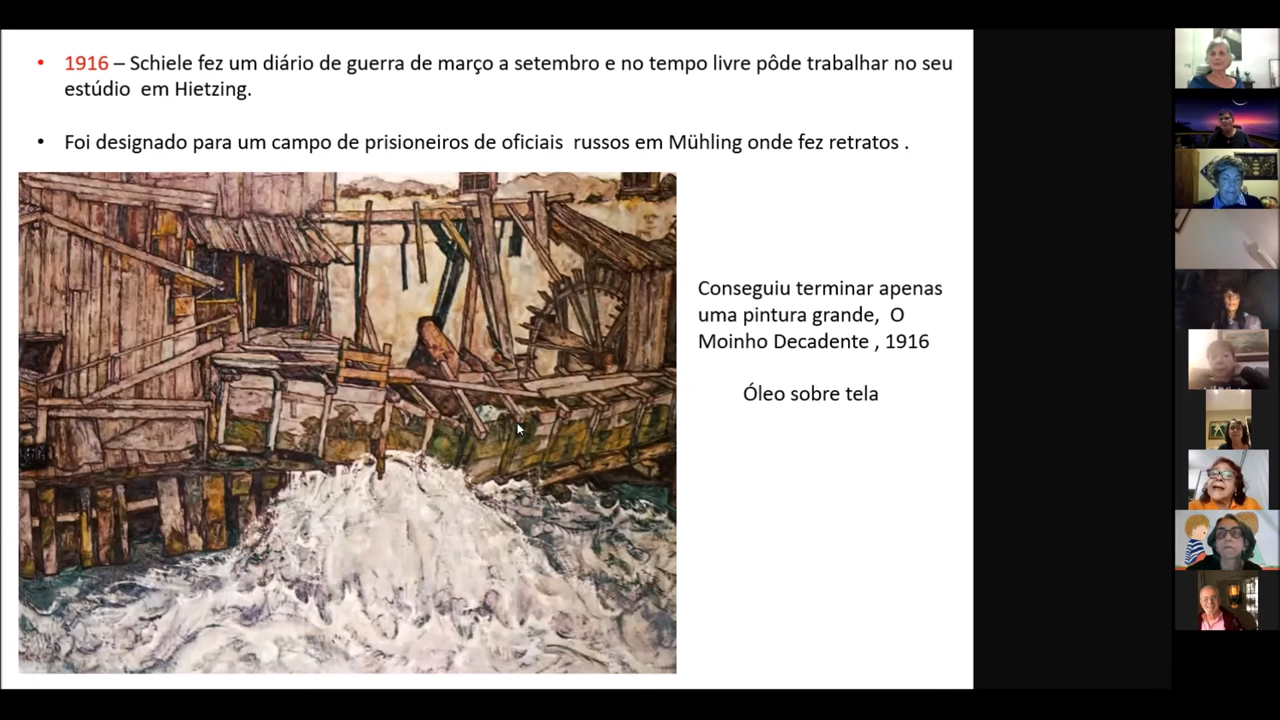 • 1916 – Schiele fez um diário de guerra de março a setembro e no tempo livre pôde trabalhar no seu
estúdio em Hietzing.
• Foi designado para um campo de prisioneiros de oficiais russos em Mühling onde fez retratos .
Conseguiu terminar apenas
uma pintura grande, O
Moinho Decadente , 1916
Óleo sobre tela